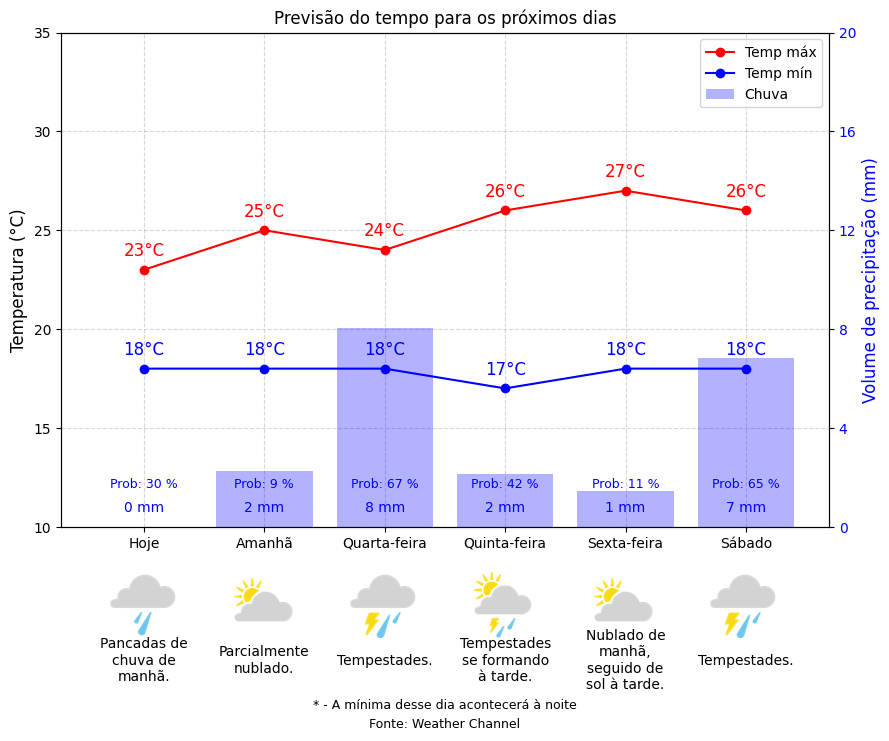 Previsão do tempo para os próximos dias
Temp máx
Temp mín
Chuva
Temperatura (°C)
35
30
25
20
15
10
Volume de precipitação (mm)
20
16
12
8
4
0
23°C
25°C
24°C
26°C
27°C
26°C
18°C
18°C
18°C
17°C
18°C
18°C
Prob: 30 %
Prob: 9 %
Prob: 67 %
Prob: 42 %
Prob: 11 %
Prob: 65 %
0 mm
2 mm
8 mm
2 mm
1 mm
7 mm
Hoje
Amanhã
Quarta-feira
Quinta-feira
Sexta-feira
Sábado
Pancadas de
chuva de
manhã.
Parcialmente
nublado.
Tempestades.
Tempestades
se formando
à tarde.
Nublado de
manhã,
seguido de
sol à tarde.
Tempestades.
* - A mínima desse dia acontecerá à noite
Fonte: Weather Channel